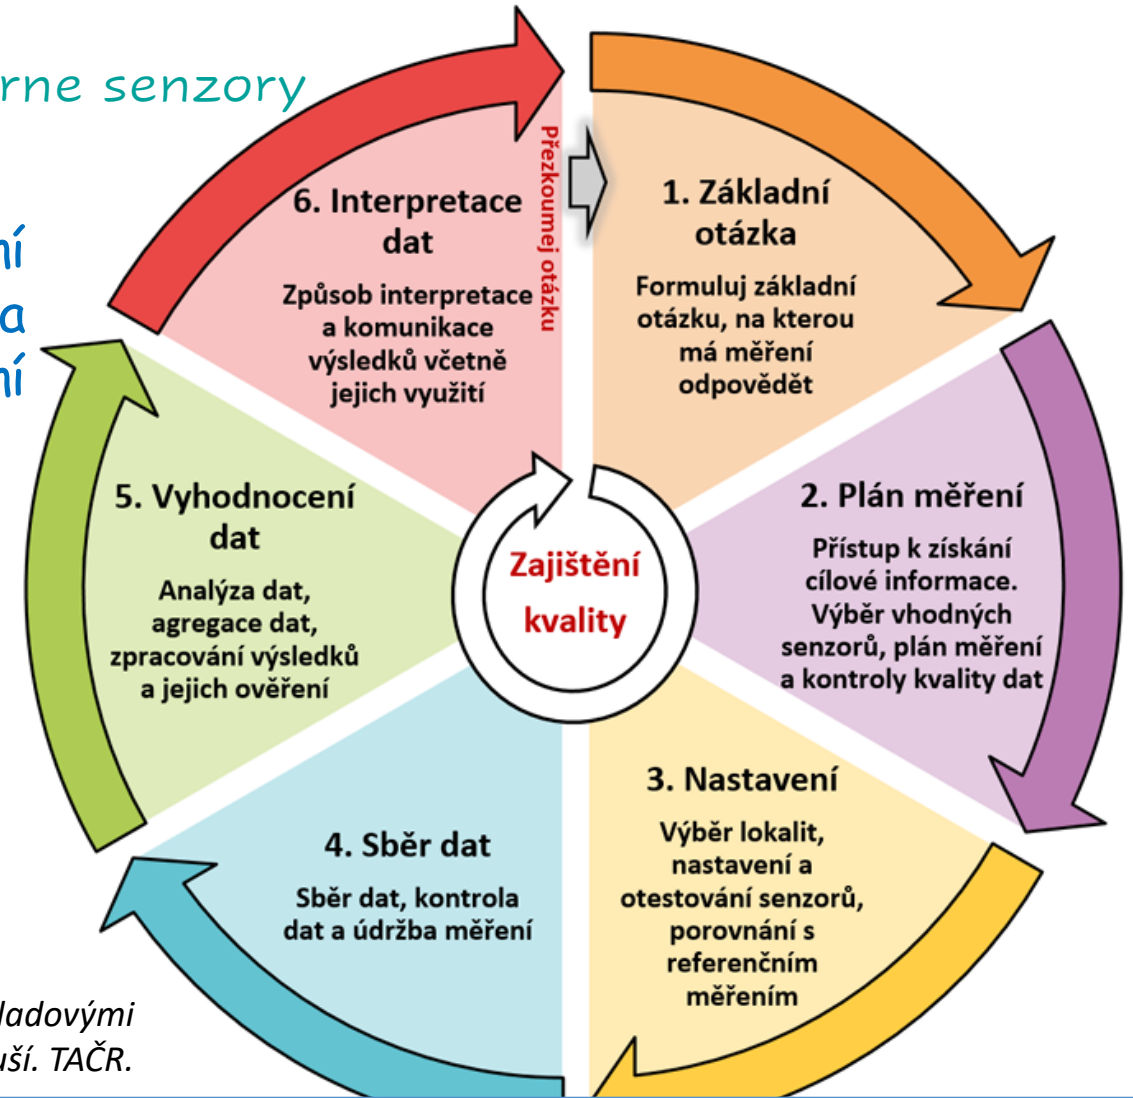 rne senzory
ní
a
ní
Přezkoumej otázku
6. Interpretace
dat
Způsob interpretace
a komunikace
výsledků včetně
jejich využití
1. Základní
otázka
Formuluj základní
otázku, na kterou
má měření
odpovědět
2. Plán měření
Přístup k získání
cílové informace.
Výběr vhodných
senzorů, plán měření
a kontroly kvality dat
3. Nastavení
Výběr lokalit,
nastavení a
otestování senzorů,
porovnání s
referenčním
měřením
4. Sběr dat
Sběr dat, kontrola
dat a údržba měření
5. Vyhodnocení
dat
Analýza dat,
agregace dat,
zpracování výsledků
a jejich ověření
Zajištění
kvality
ladovými
uší. TAČR.